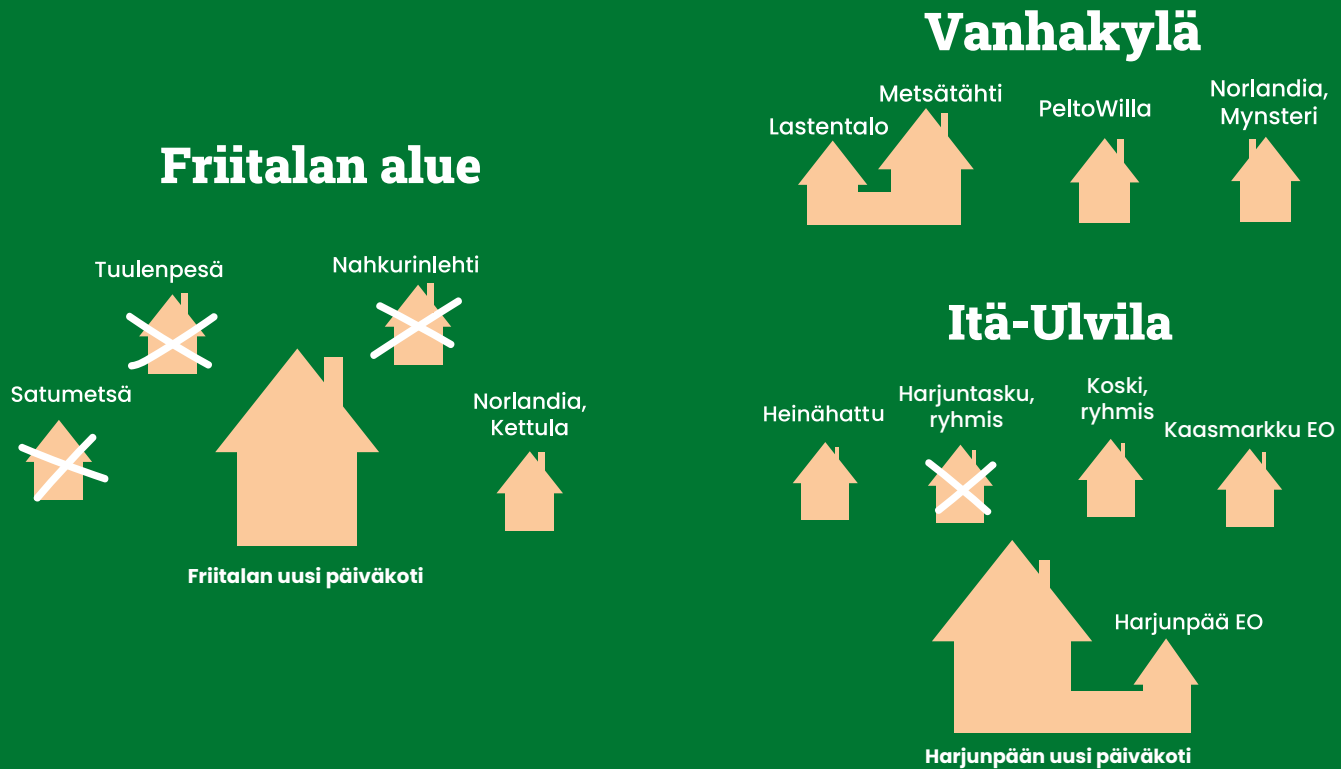 Friitalan alue
Tuulenpesä
Nahkurinlehti
Satumetsä
Norlandia,
Kettula
Friitalan uusi päiväkoti
Vanhakylä
Lastentalo
Metsätähti
PeltoWilla
Norlandia,
Mynsteri
Itä-Ulvila
Heinähattu
Harjuntasku,
ryhmis
Koski,
ryhmis
Kaasmarkku EO
Harjunpää EO
Harjunpään uusi päiväkoti